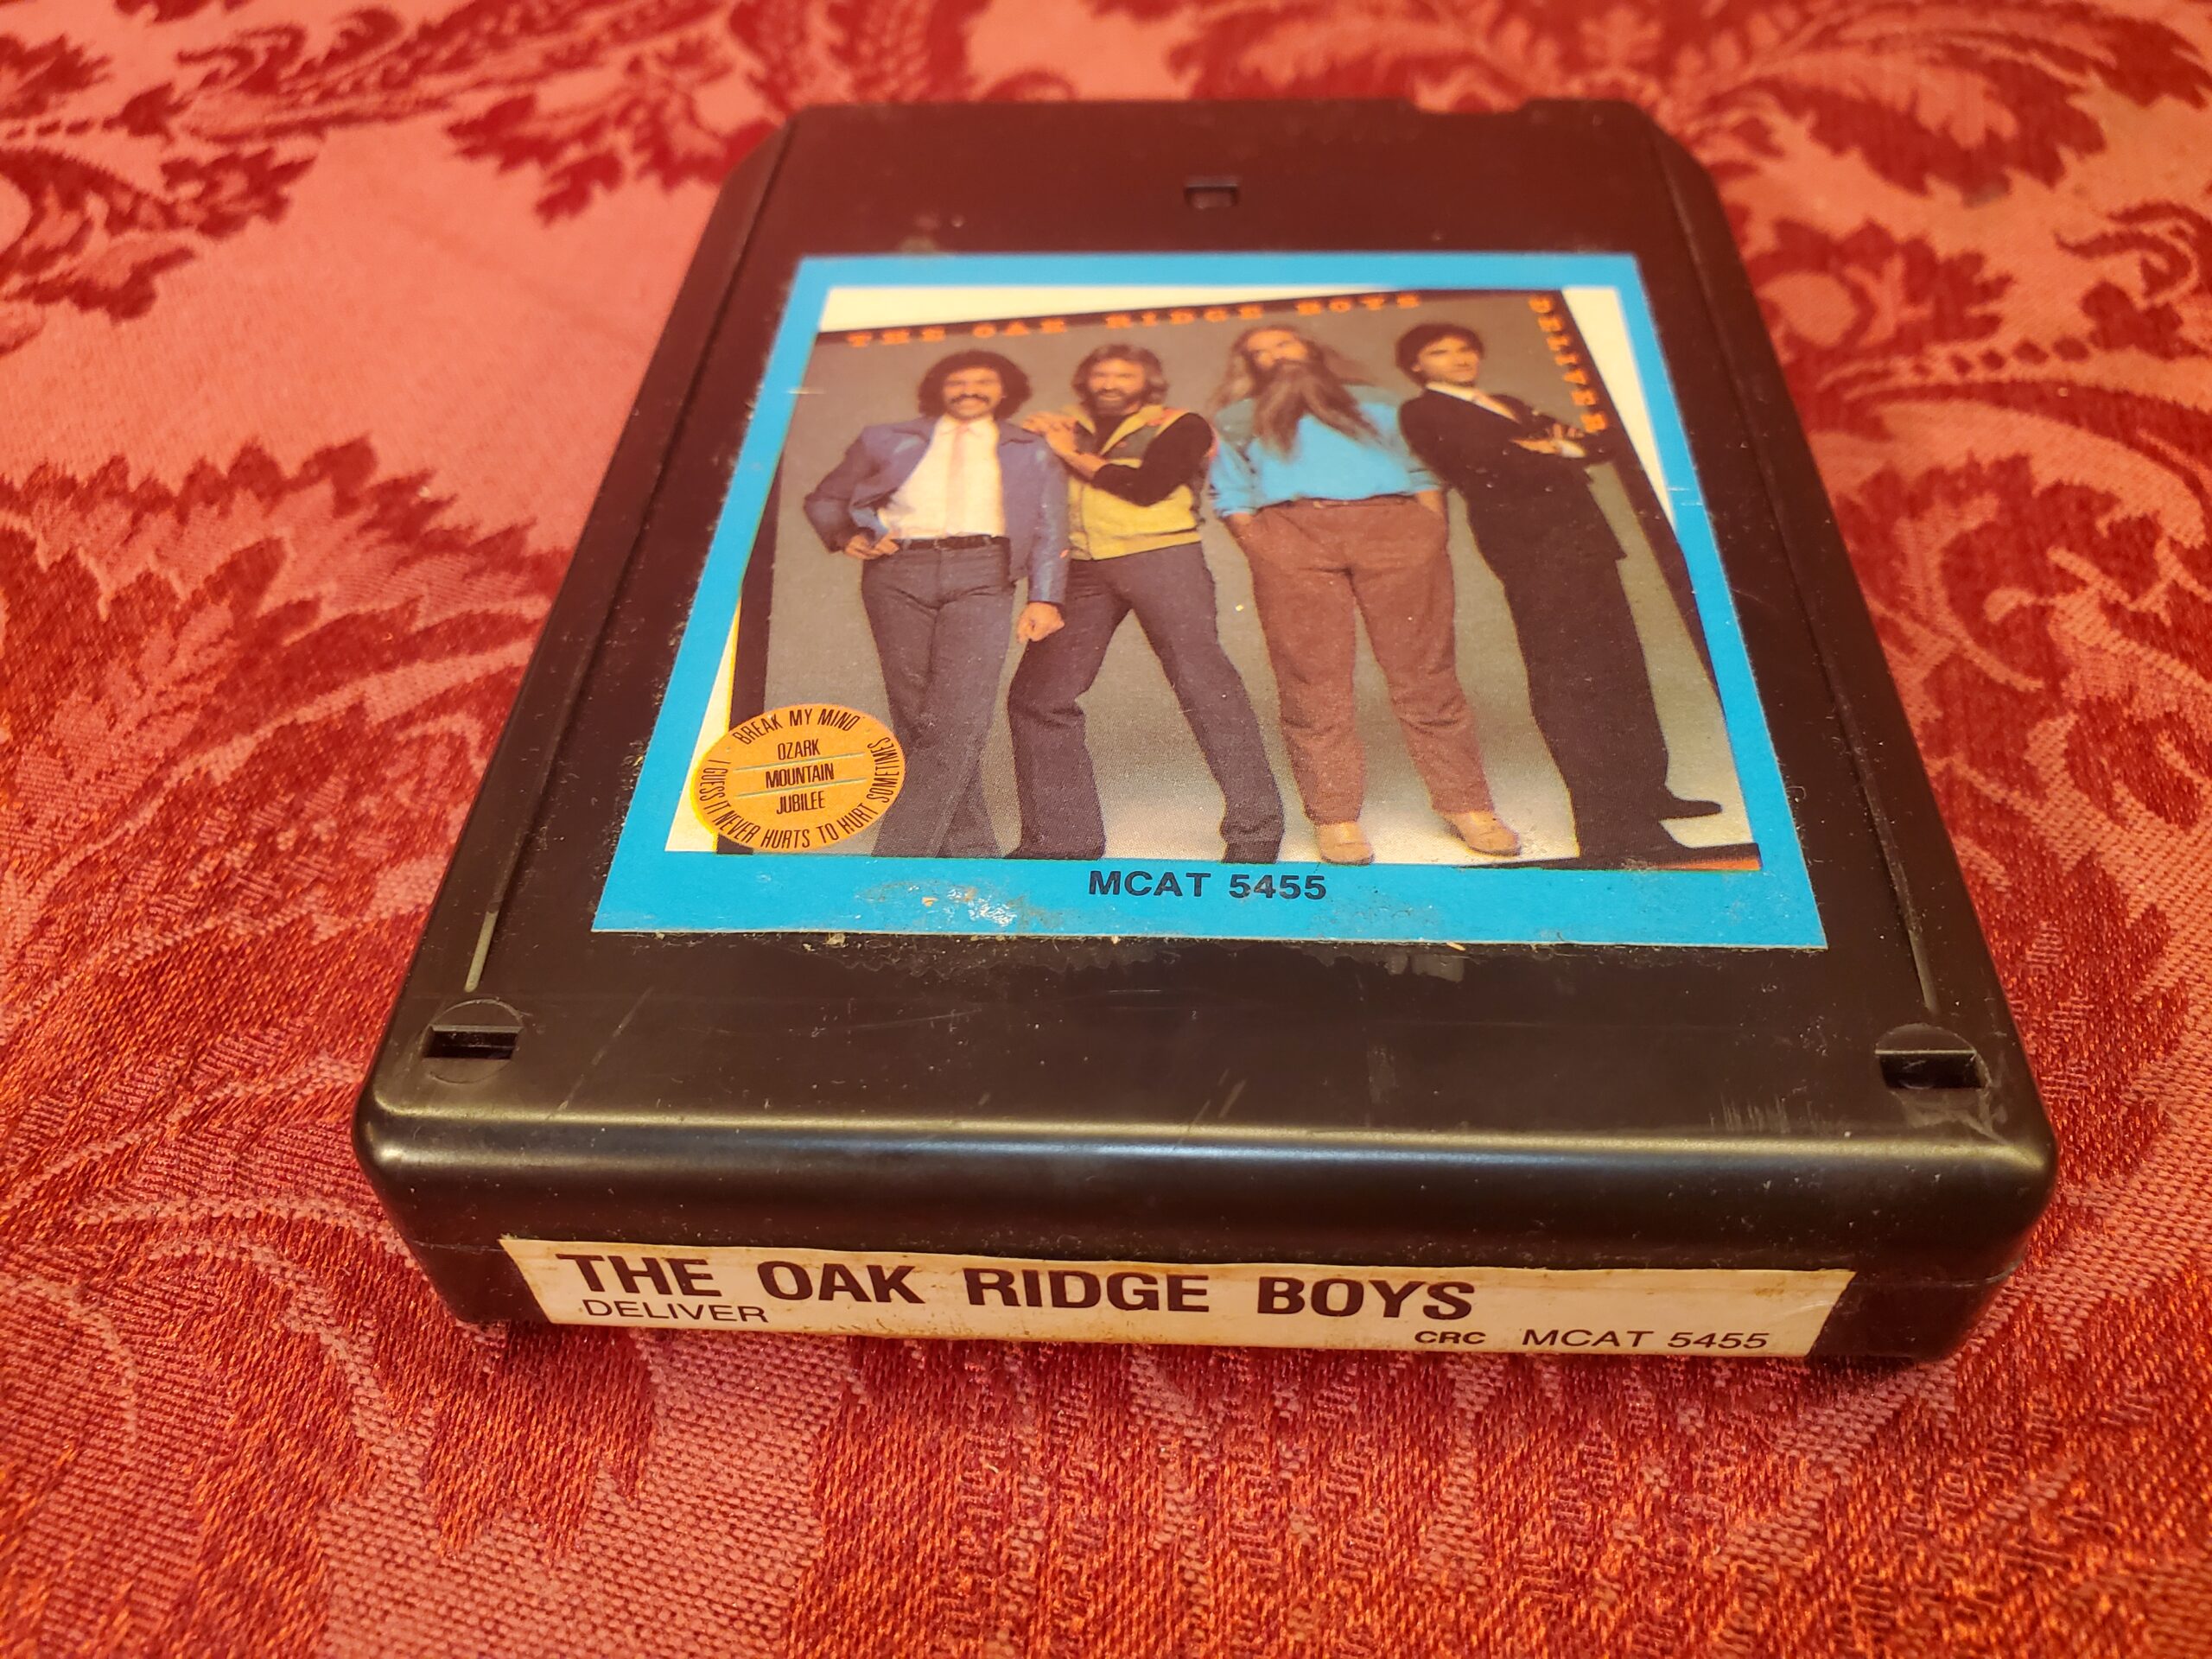 THE OAK RIDGE BOYS
DELIVER
BREAK MY MIND
OZARK
MOUNTAIN
JUBILEE
I GUESS IT NEVER HURTS TO HURT SOMETIMES
MCAT 5455
THE OAK RIDGE BOYS
DELIVER
CRC MCAT 5455